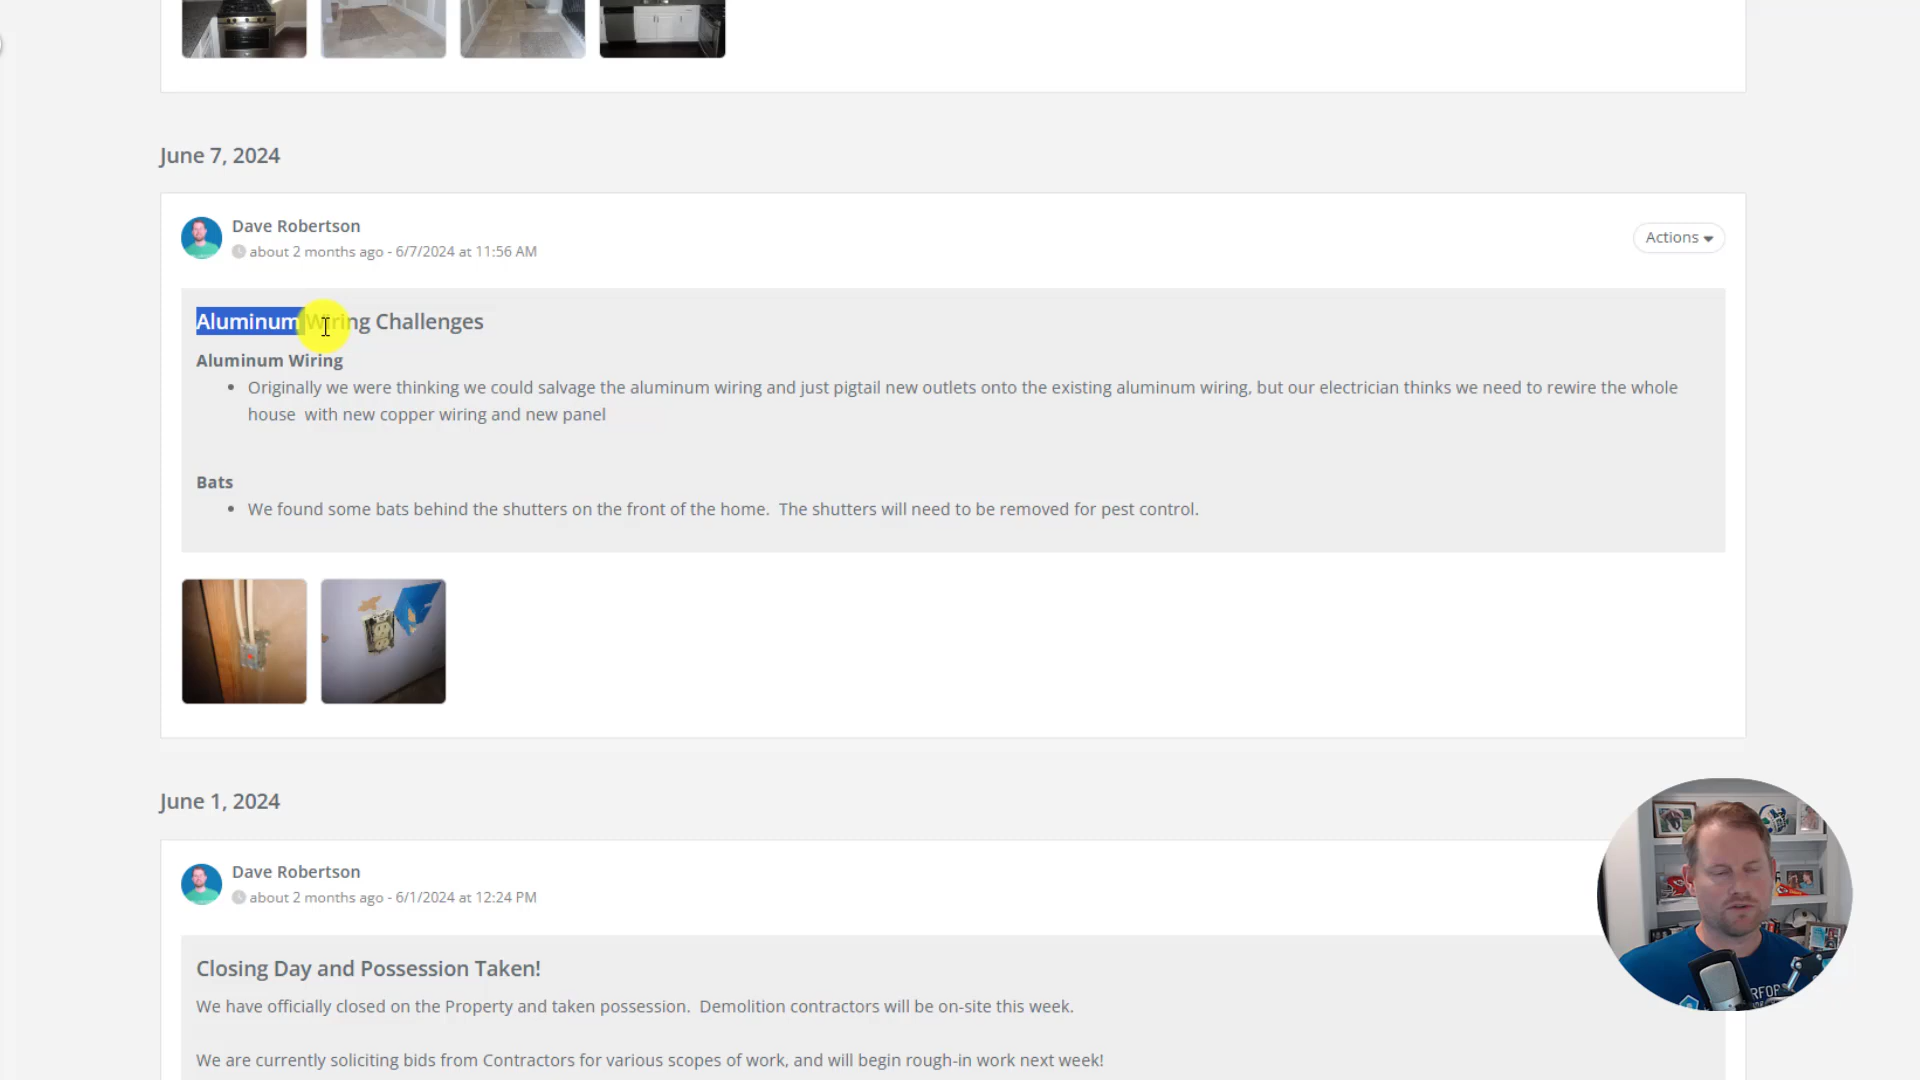 June 7, 2024
Dave Robertson
about 2 months ago - 6/7/2024 at 11:56 AM
Actions
Aluminum Wiring Challenges
Aluminum Wiring
• Originally we were thinking we could salvage the aluminum wiring and just pigtail new outlets onto the existing aluminum wiring, but our electrician thinks we need to rewire the whole
house with new copper wiring and new panel
Bats
• We found some bats behind the shutters on the front of the home. The shutters will need to be removed for pest control.
June 1, 2024
Dave Robertson
about 2 months ago - 6/1/2024 at 12:24 PM
Closing Day and Possession Taken!
We have officially closed on the Property and taken possession. Demolition contractors will be on-site this week.
We are currently soliciting bids from Contractors for various scopes of work, and will begin rough-in work next week!